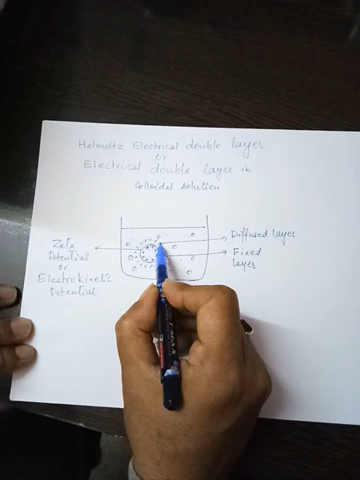 Helmoltz Electrical double layer
or
Electrical double layer in
Colloidal solution
Zeta
Potential
or
Electrokinetic
Potential
Diffused layer
Fixed
layer